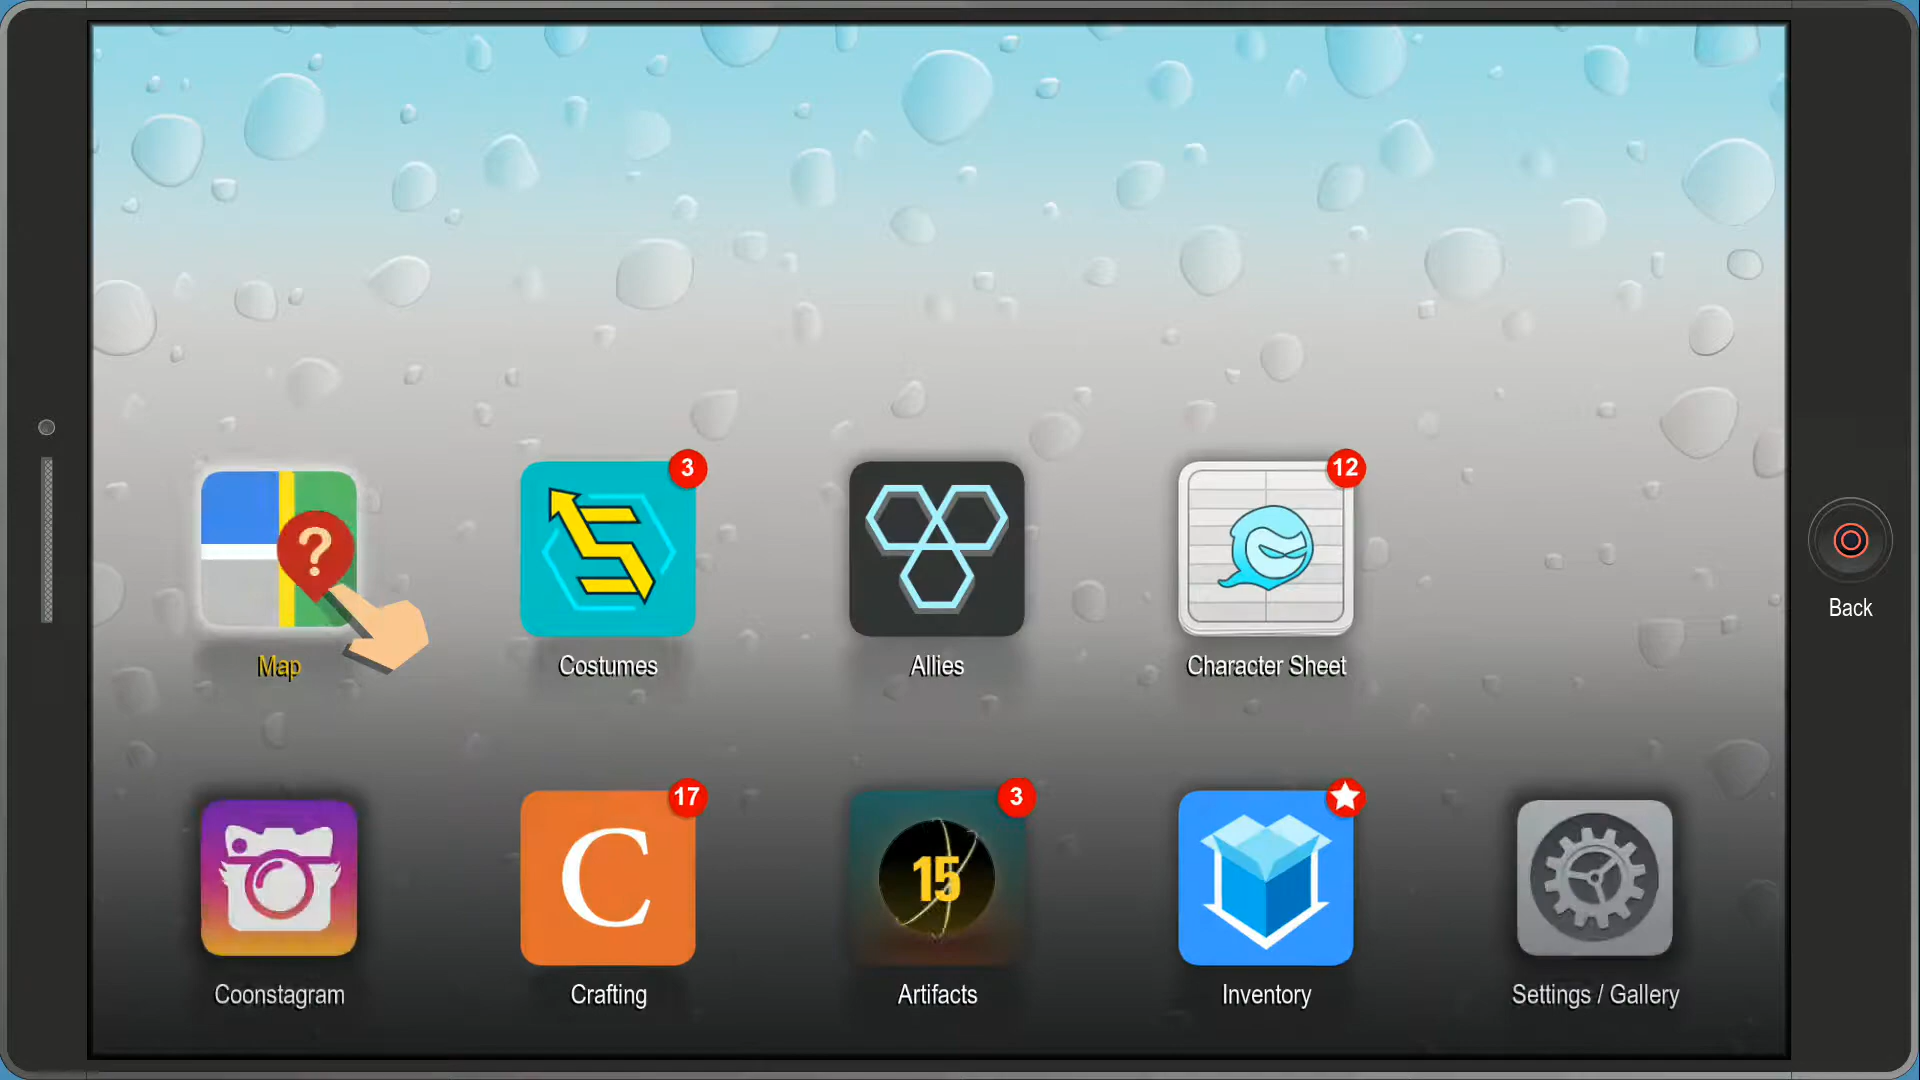 3
12
?
Map
Costumes
Allies
Character Sheet
Back
17
3
C
15
Coonstagram
Crafting
Artifacts
Inventory
Settings / Gallery